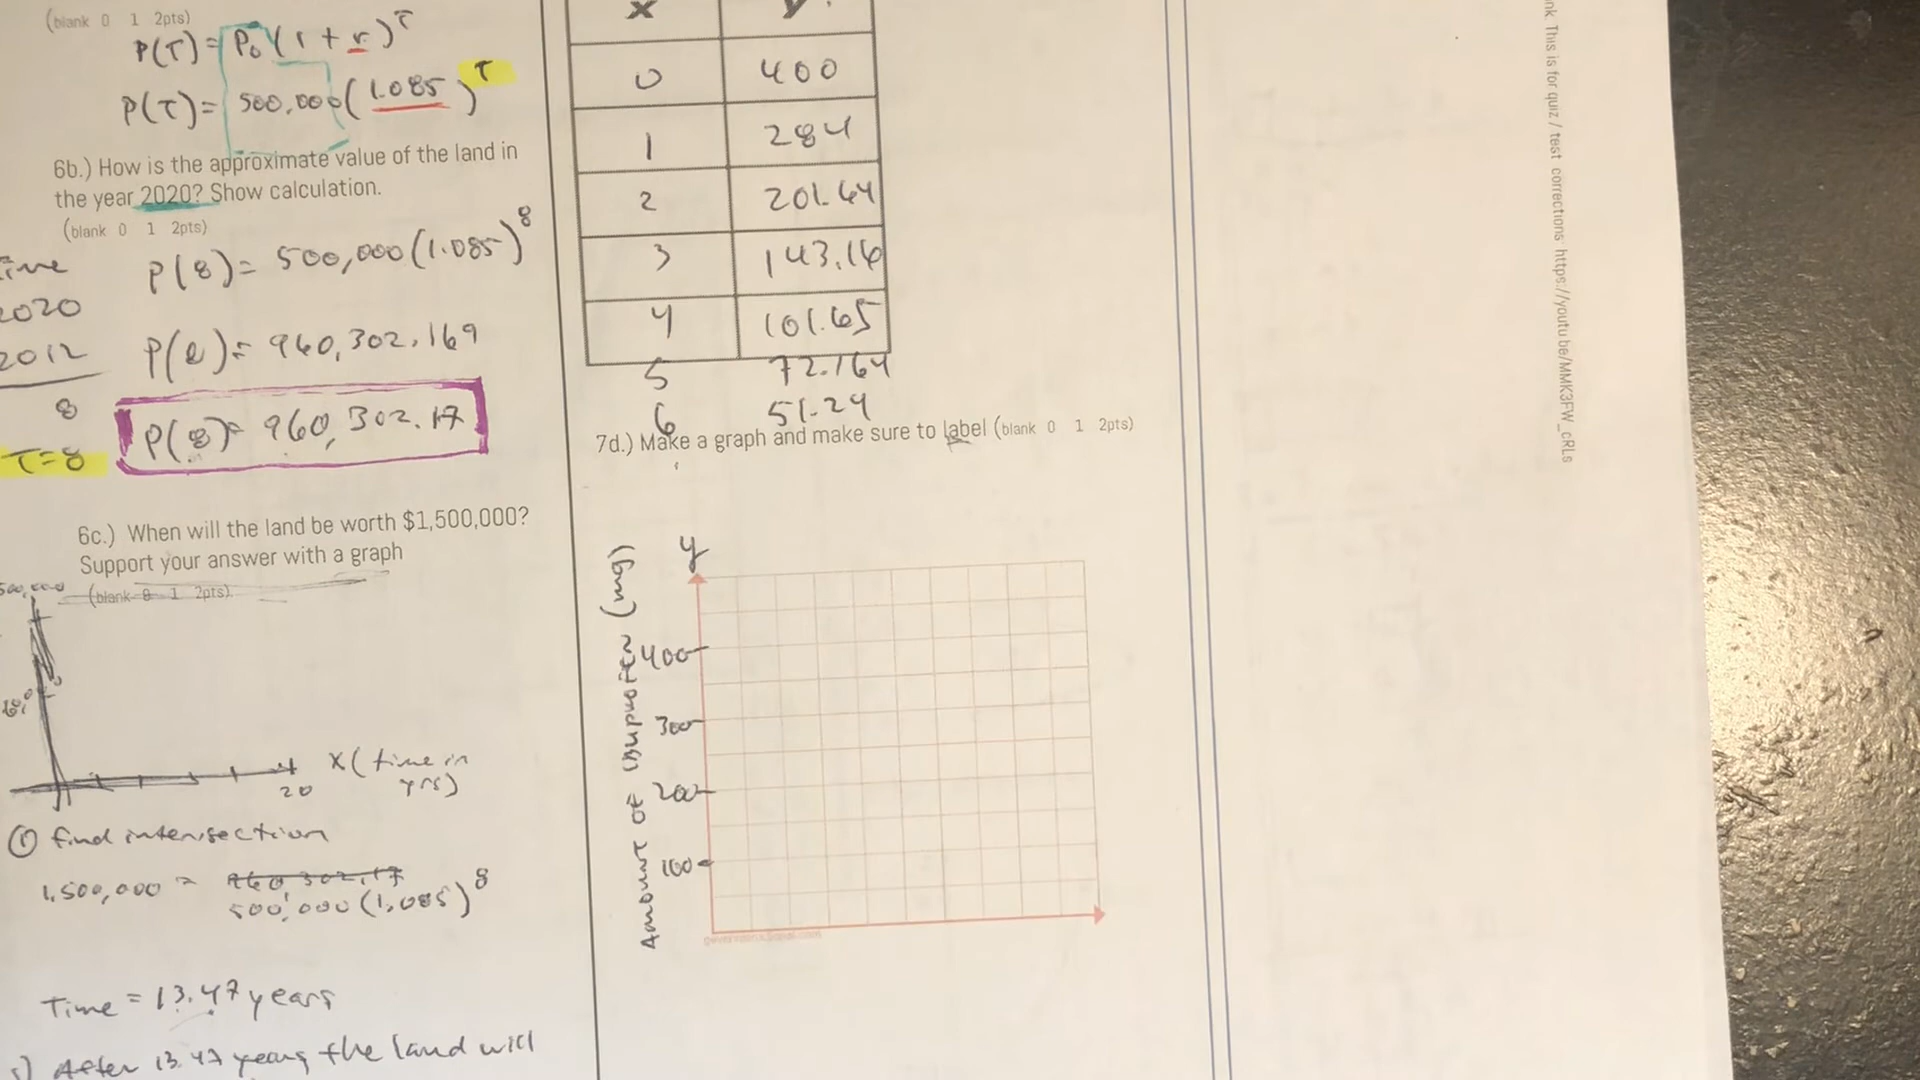 (blank 0 1 2pts)
P(T) = P₀ (1 + r)ᵀ
P(T) = 500,000(1.085)ᵀ
6b.) How is the approximate value of the land in
the year 2020? Show calculation.
(blank 0 1 2pts)
P(8) = 500,000(1.085)⁸
2020
2012
8
T=8
P(8) = 960,302.169
P(8) = 960,302.17
6c.) When will the land be worth $1,500,000?
Support your answer with a graph
(blank 0 1 2pts)
x (time in
yrs)
20
① find intersection
1,500,000 = 960,302.17
500,000 (1.085)⁸
Time = 13.47 years
After 13.47 years the land will
x y
0 400
1 284
2 201.64
3 143.16
4 101.65
5 72.164
6 51.24
7d.) Make a graph and make sure to label (blank 0 1 2pts)
y
Amount of Ibuprofen (mg)
400
300
200
100
This is for quiz / test corrections https://youtu.be/MMK3FW_cRLs